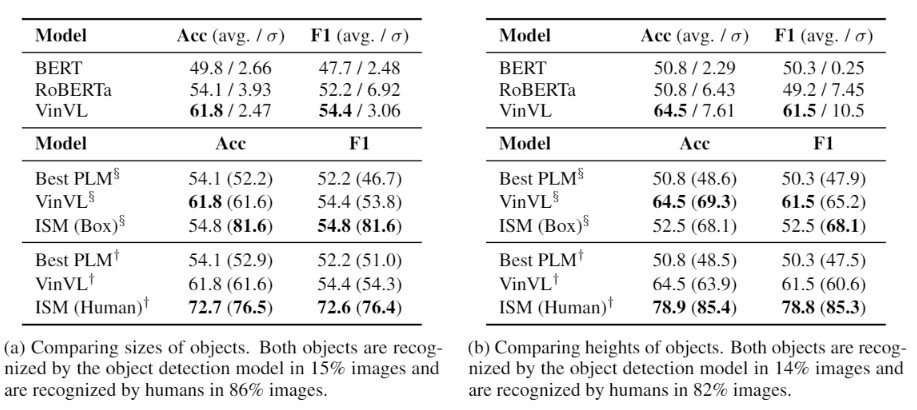 Model Acc (avg. / σ) F1 (avg. / σ)
BERT 49.8 / 2.66 47.7 / 2.48
RoBERTa 54.1 / 3.93 52.2 / 6.92
VinVL 61.8 / 2.47 54.4 / 3.06
Model Acc F1
Best PLM§ 54.1 (52.2) 52.2 (46.7)
VinVL§ 61.8 (61.6) 54.4 (53.8)
ISM (Box)§ 54.8 (81.6) 54.8 (81.6)
Best PLM† 54.1 (52.9) 52.2 (51.0)
VinVL† 61.8 (61.6) 54.4 (54.3)
ISM (Human)† 72.7 (76.5) 72.6 (76.4)
(a) Comparing sizes of objects. Both objects are recog-
nized by the object detection model in 15% images and
are recognized by humans in 86% images.
Model Acc (avg. / σ) F1 (avg. / σ)
BERT 50.8 / 2.29 50.3 / 0.25
RoBERTa 50.8 / 6.43 49.2 / 7.45
VinVL 64.5 / 7.61 61.5 / 10.5
Model Acc F1
Best PLM§ 50.8 (48.6) 50.3 (47.9)
VinVL§ 64.5 (69.3) 61.5 (65.2)
ISM (Box)§ 52.5 (68.1) 52.5 (68.1)
Best PLM† 50.8 (48.5) 50.3 (47.5)
VinVL† 64.5 (63.9) 61.5 (60.6)
ISM (Human)† 78.9 (85.4) 78.8 (85.3)
(b) Comparing heights of objects. Both objects are recog-
nized by the object detection model in 14% images and
are recognized by humans in 82% images.